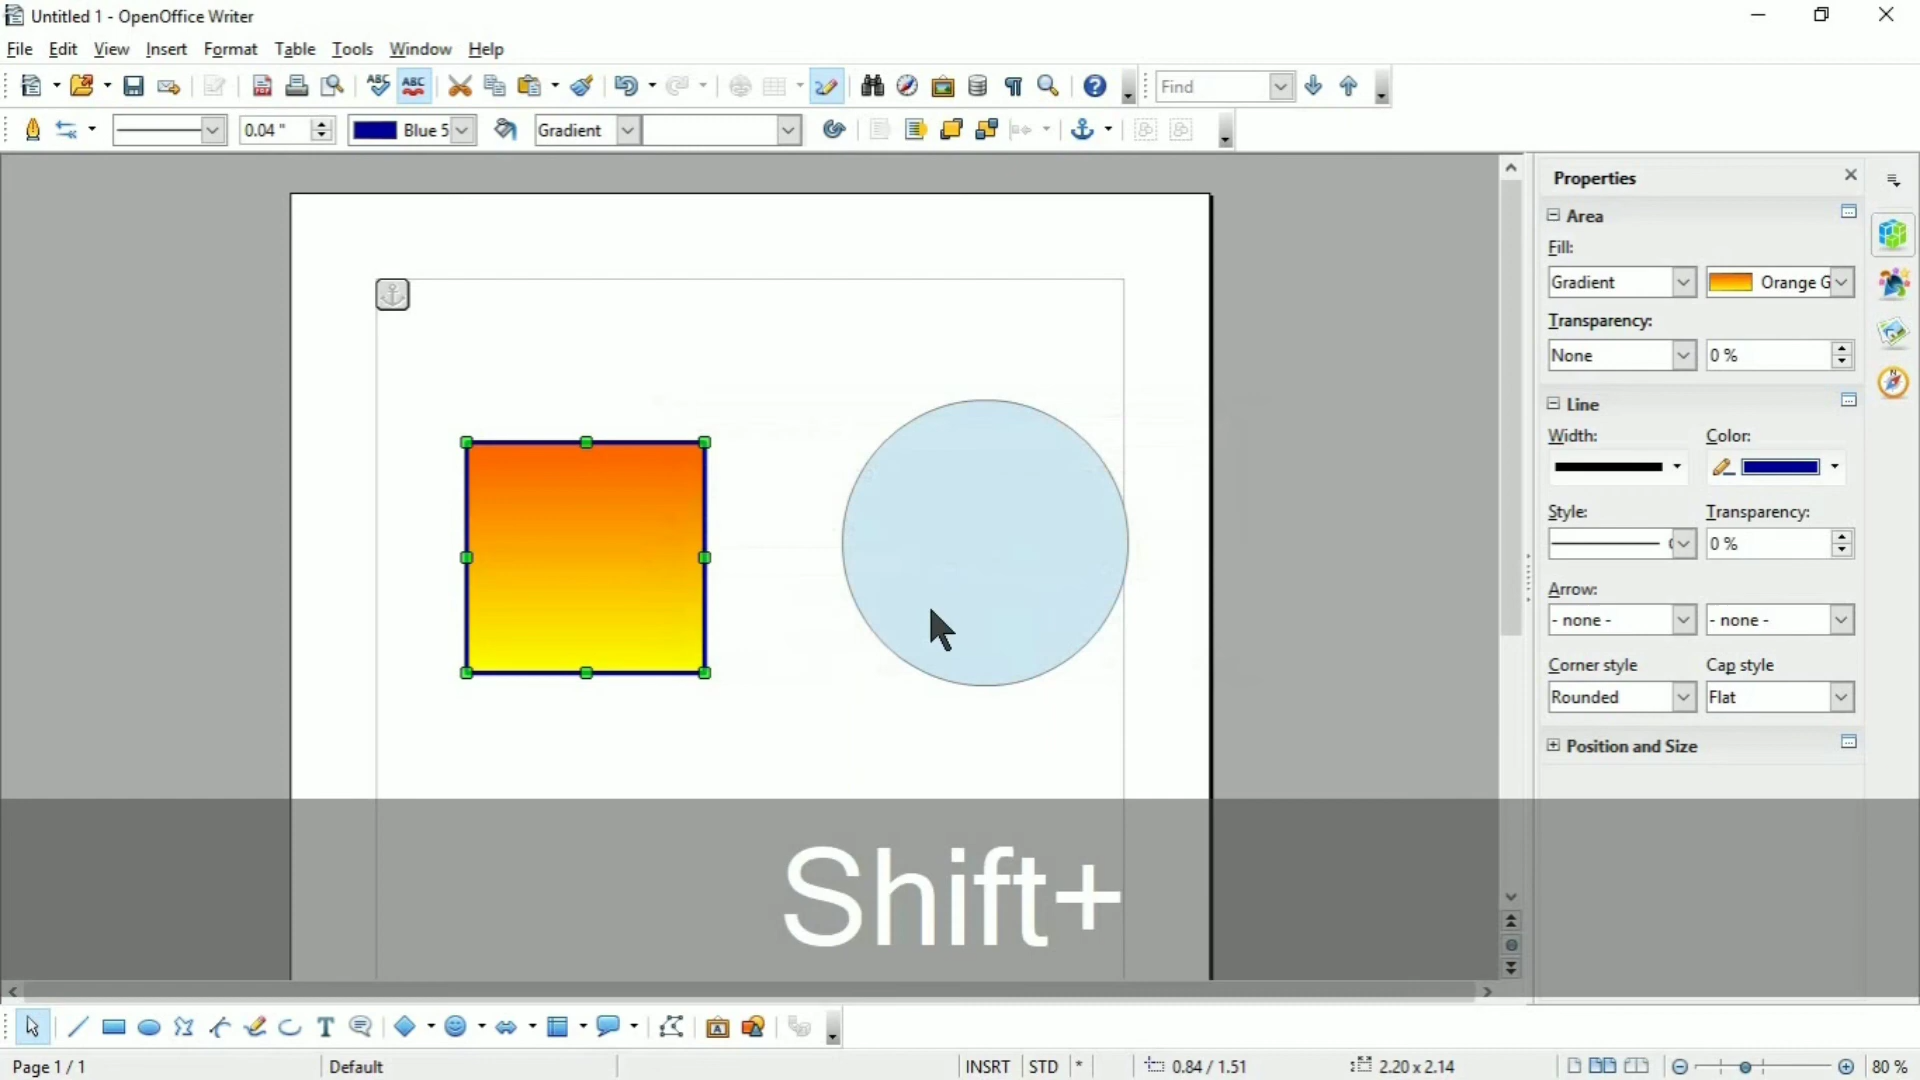 Untitled 1 - OpenOffice Writer
File Edit View Insert Format Table Tools Window Help
Find
0.04 " Blue 5 Gradient
Properties
Area
Fill:
Gradient Orange G
Transparency:
None 0 %
Line
Width: Color:
Style: Transparency:
0 %
Arrow:
- none - - none -
Corner style Cap style
Rounded Flat
Position and Size
Shift+
Page 1 / 1 Default INSRT STD * 0.84 / 1.51 2.20 x 2.14 80 %